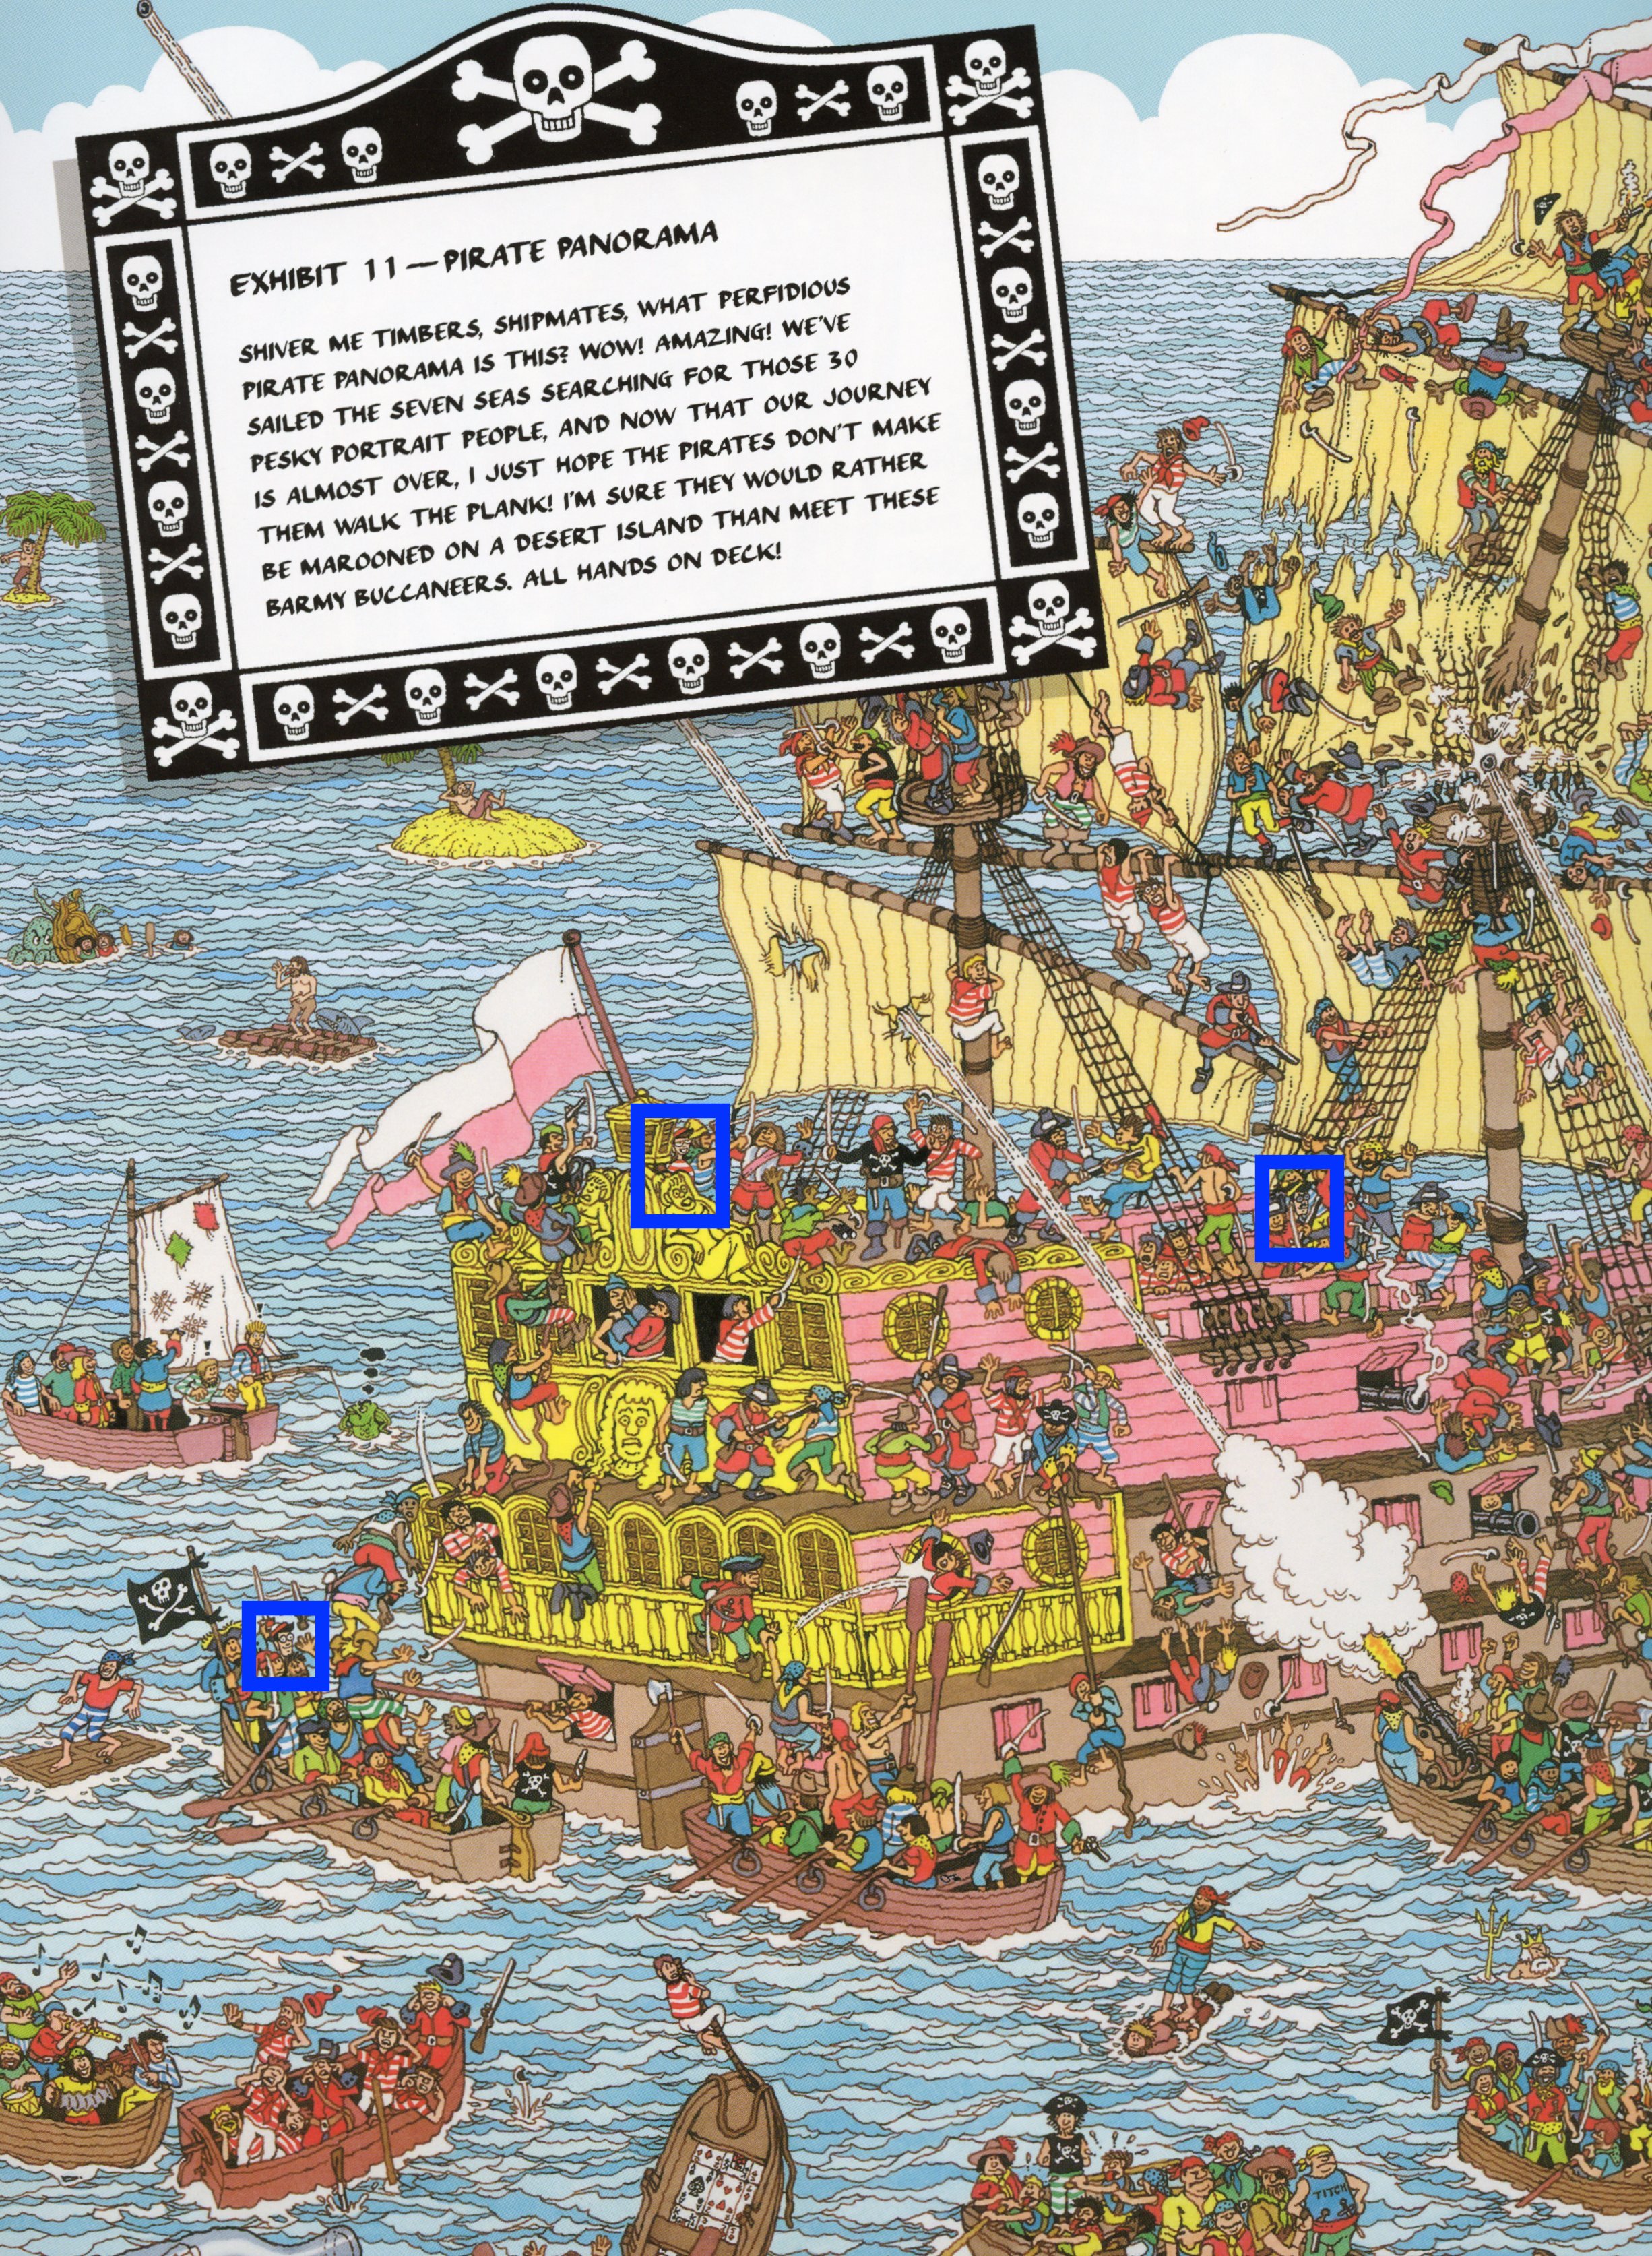 EXHIBIT 11—PIRATE PANORAMA
SHIVER ME TIMBERS, SHIPMATES, WHAT PERFIDIOUS
PIRATE PANORAMA IS THIS? WOW! AMAZING! WE'VE
SAILED THE SEVEN SEAS SEARCHING FOR THOSE 30
PESKY PORTRAIT PEOPLE, AND NOW THAT OUR JOURNEY
IS ALMOST OVER, I JUST HOPE THE PIRATES DON'T MAKE
THEM WALK THE PLANK! I'M SURE THEY WOULD RATHER
BE MAROONED ON A DESERT ISLAND THAN MEET THESE
BARMY BUCCANEERS. ALL HANDS ON DECK!
TITCH